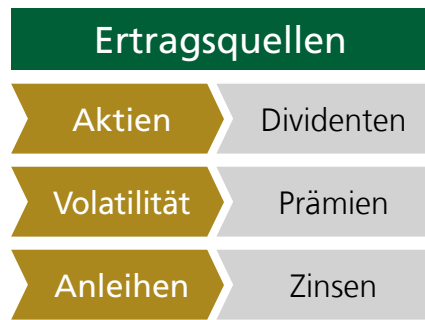 Ertragsquellen
Aktien Dividenten
Volatilität Prämien
Anleihen Zinsen